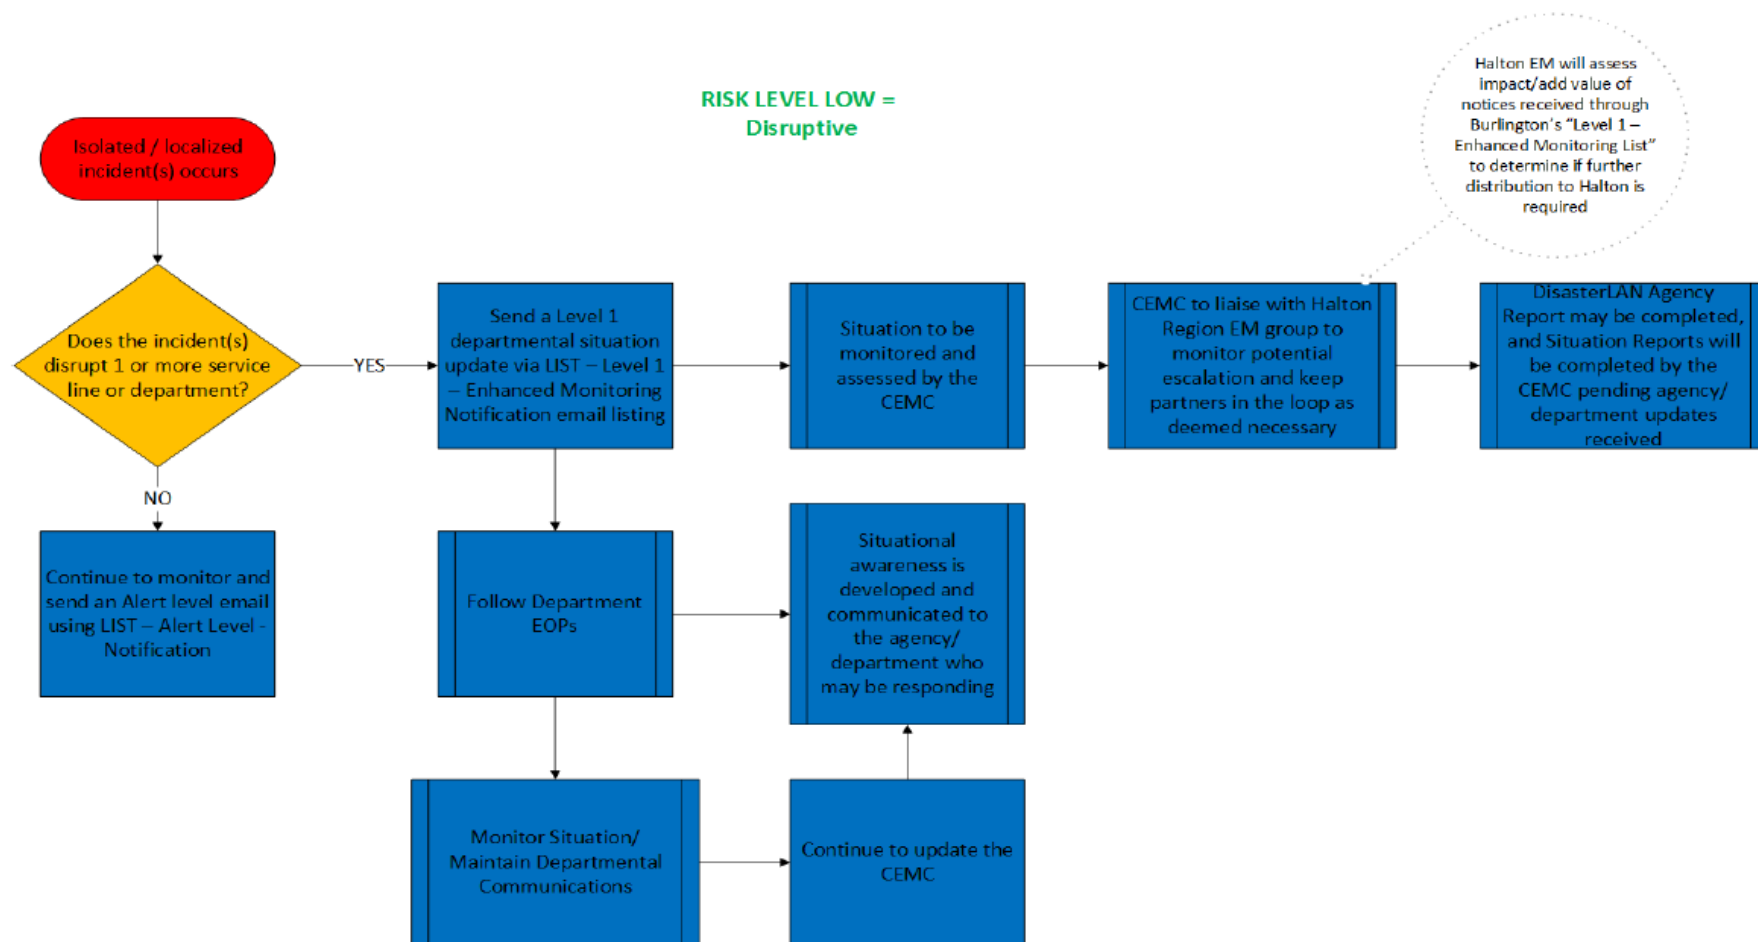 RISK LEVEL LOW =
Disruptive
Halton EM will assess
impact/add value of
notices received through
Burlington's "Level 1 –
Enhanced Monitoring List"
to determine if further
distribution to Halton is
required
Isolated / localized
incident(s) occurs
Does the incident(s)
disrupt 1 or more service
line or department?
YES
Send a Level 1
departmental situation
update via LIST – Level 1
– Enhanced Monitoring
Notification email listing
Situation to be
monitored and
assessed by the
CEMC
CEMC to liaise with Halton
Region EM group to
monitor potential
escalation and keep
partners in the loop as
deemed necessary
DisasterLAN Agency
Report may be completed,
and Situation Reports will
be completed by the
CEMC pending agency/
department updates
received
NO
Continue to monitor and
send an Alert level email
using LIST – Alert Level -
Notification
Follow Department
EOPs
Situational
awareness is
developed and
communicated to
the agency/
department who
may be responding
Monitor Situation/
Maintain Departmental
Communications
Continue to update the
CEMC